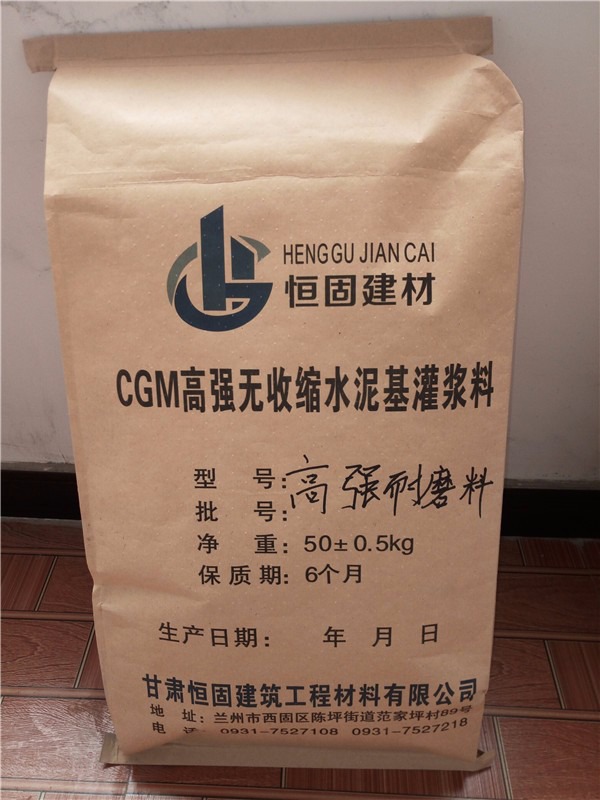 HENG GU JIAN CAI
恒固建材
CGM高强无收缩水泥基灌浆料
型 号：高强耐磨料
批 号：
净 重：50±0.5kg
保质期：6个月
生产日期： 年 月 日
甘肃恒固建筑工程材料有限公司
地 址：兰州市西固区陈坪街道范家坪村89号
电 话：0931-7527108 0931-7527218